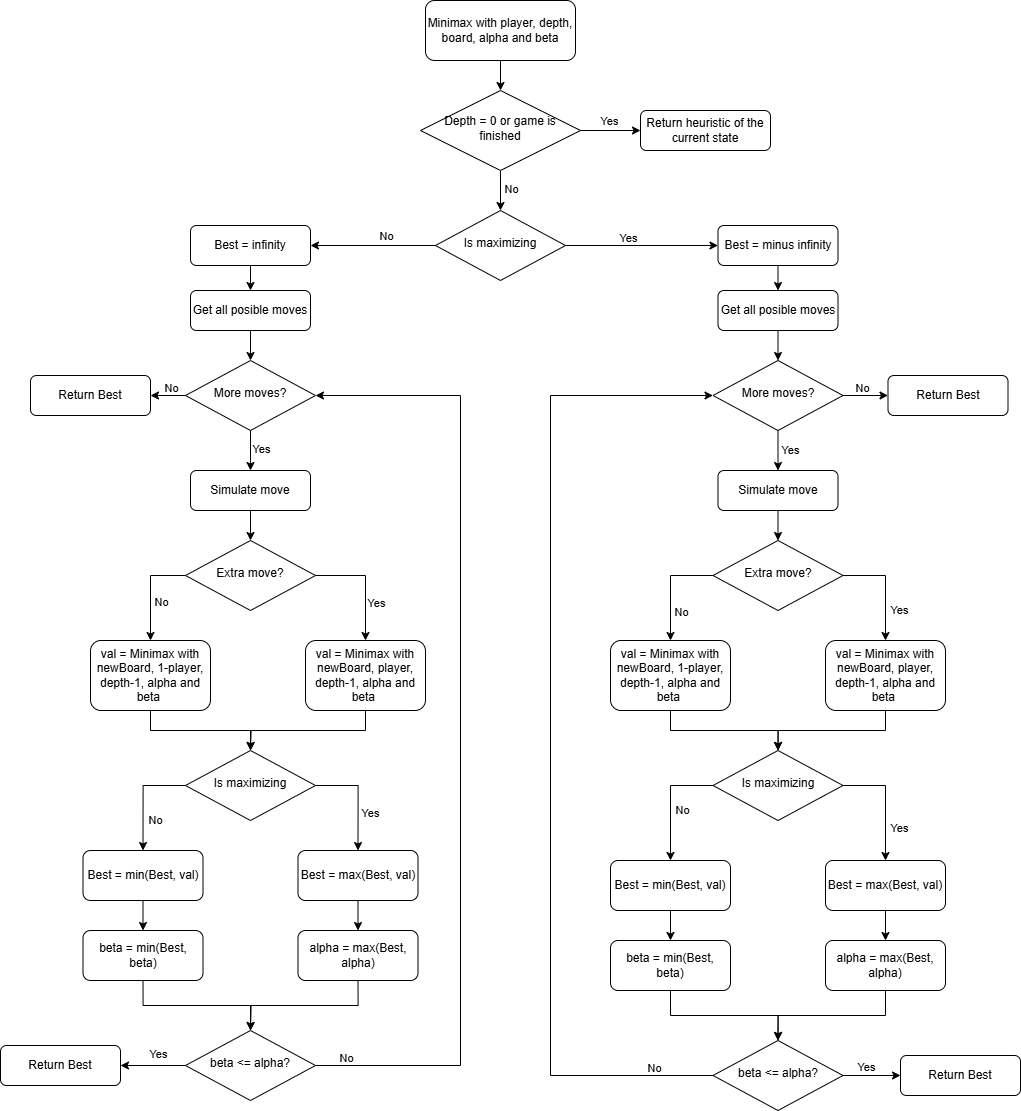 Minimax with player, depth,
board, alpha and beta
Depth = 0 or game is
finished
Yes
Return heuristic of the
current state
No
Is maximizing
No
Yes
Best = infinity
Best = minus infinity
Get all posible moves
Get all posible moves
More moves?
No
Return Best
More moves?
No
Return Best
Yes
Yes
Simulate move
Simulate move
Extra move?
Extra move?
No
Yes
No
Yes
val = Minimax with
newBoard, 1-player,
depth-1, alpha and
beta
val = Minimax with
newBoard, player,
depth-1, alpha and
beta
val = Minimax with
newBoard, 1-player,
depth-1, alpha and
beta
val = Minimax with
newBoard, player,
depth-1, alpha and
beta
Is maximizing
Is maximizing
No
Yes
No
Yes
Best = min(Best, val)
Best = max(Best, val)
Best = min(Best, val)
Best = max(Best, val)
beta = min(Best,
beta)
alpha = max(Best,
alpha)
beta = min(Best,
beta)
alpha = max(Best,
alpha)
Return Best
Yes
beta <= alpha?
No
No
beta <= alpha?
Yes
Return Best